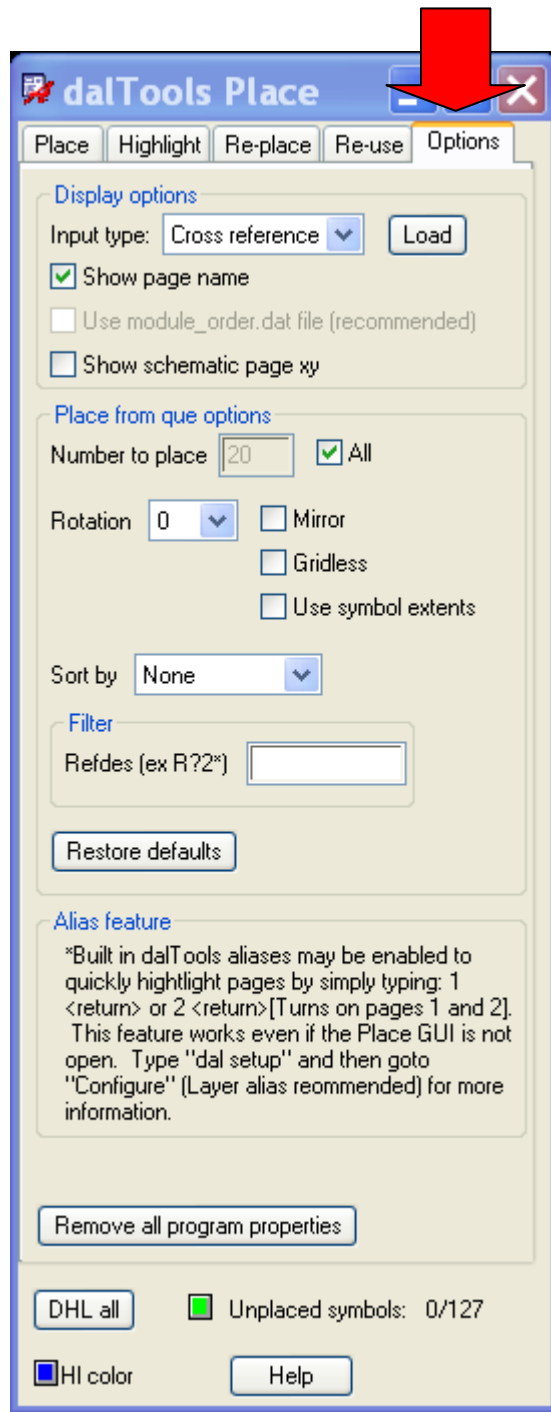 dalTools Place
Place Highlight Re-place Re-use Options
Display options
Input type: Cross reference Load
Show page name
Use module_order.dat file (recommended)
Show schematic page xy
Place from que options
Number to place 20 All
Rotation 0 Mirror
Gridless
Use symbol extents
Sort by None
Filter
Refdes (ex R?2*)
Restore defaults
Alias feature
*Built in dalTools aliases may be enabled to
quickly hightlight pages by simply typing: 1
<return> or 2 <return>[Turns on pages 1 and 2].
This feature works even if the Place GUI is not
open.  Type "dal setup" and then goto
"Configure" (Layer alias reommended) for more
information.
Remove all program properties
DHL all Unplaced symbols: 0/127
HI color Help